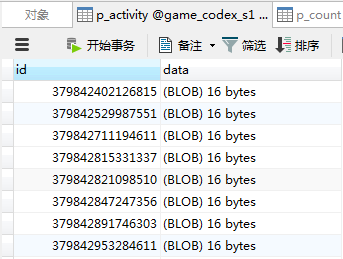 对象 p_activity @game_codex_s1 ... p_count
开始事务 备注 筛选 排序
id data
379842402126815 (BLOB) 16 bytes
379842529987551 (BLOB) 16 bytes
379842711194611 (BLOB) 16 bytes
379842815331337 (BLOB) 16 bytes
379842821098510 (BLOB) 16 bytes
379842847247356 (BLOB) 16 bytes
379842891746303 (BLOB) 16 bytes
379842953284611 (BLOB) 16 bytes